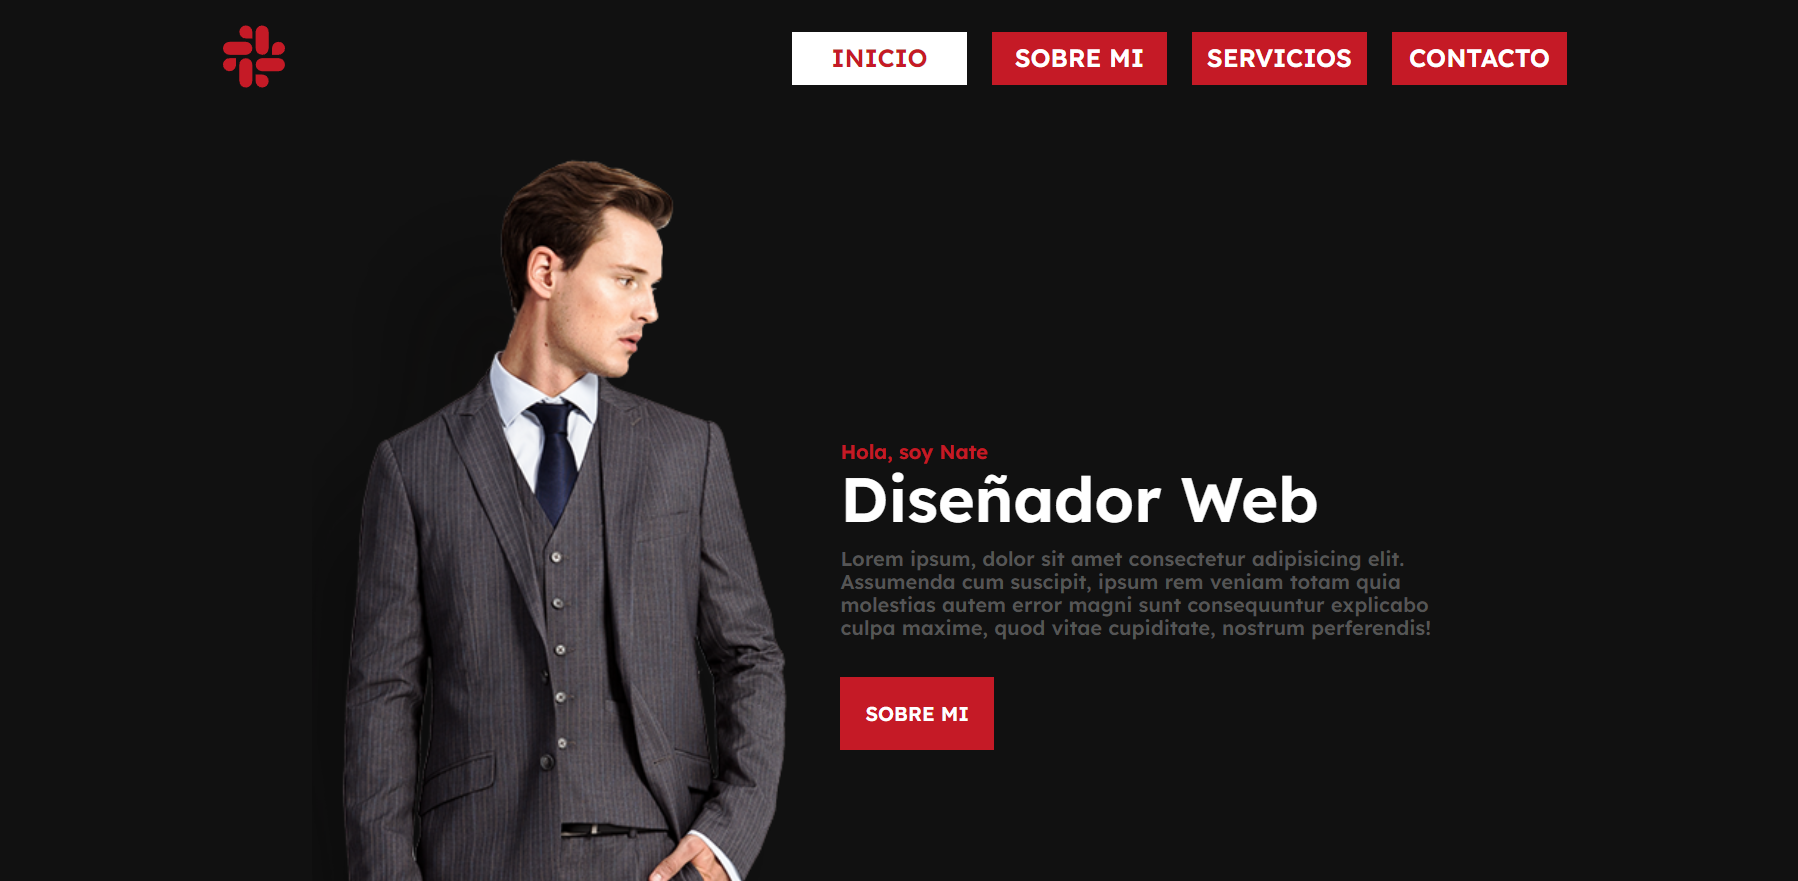 INICIO
SOBRE MI
SERVICIOS
CONTACTO
Hola, soy Nate
Diseñador Web
Lorem ipsum, dolor sit amet consectetur adipisicing elit.
Assumenda cum suscipit, ipsum rem veniam totam quia
molestias autem error magni sunt consequuntur explicabo
culpa maxime, quod vitae cupiditate, nostrum perferendis!
SOBRE MI